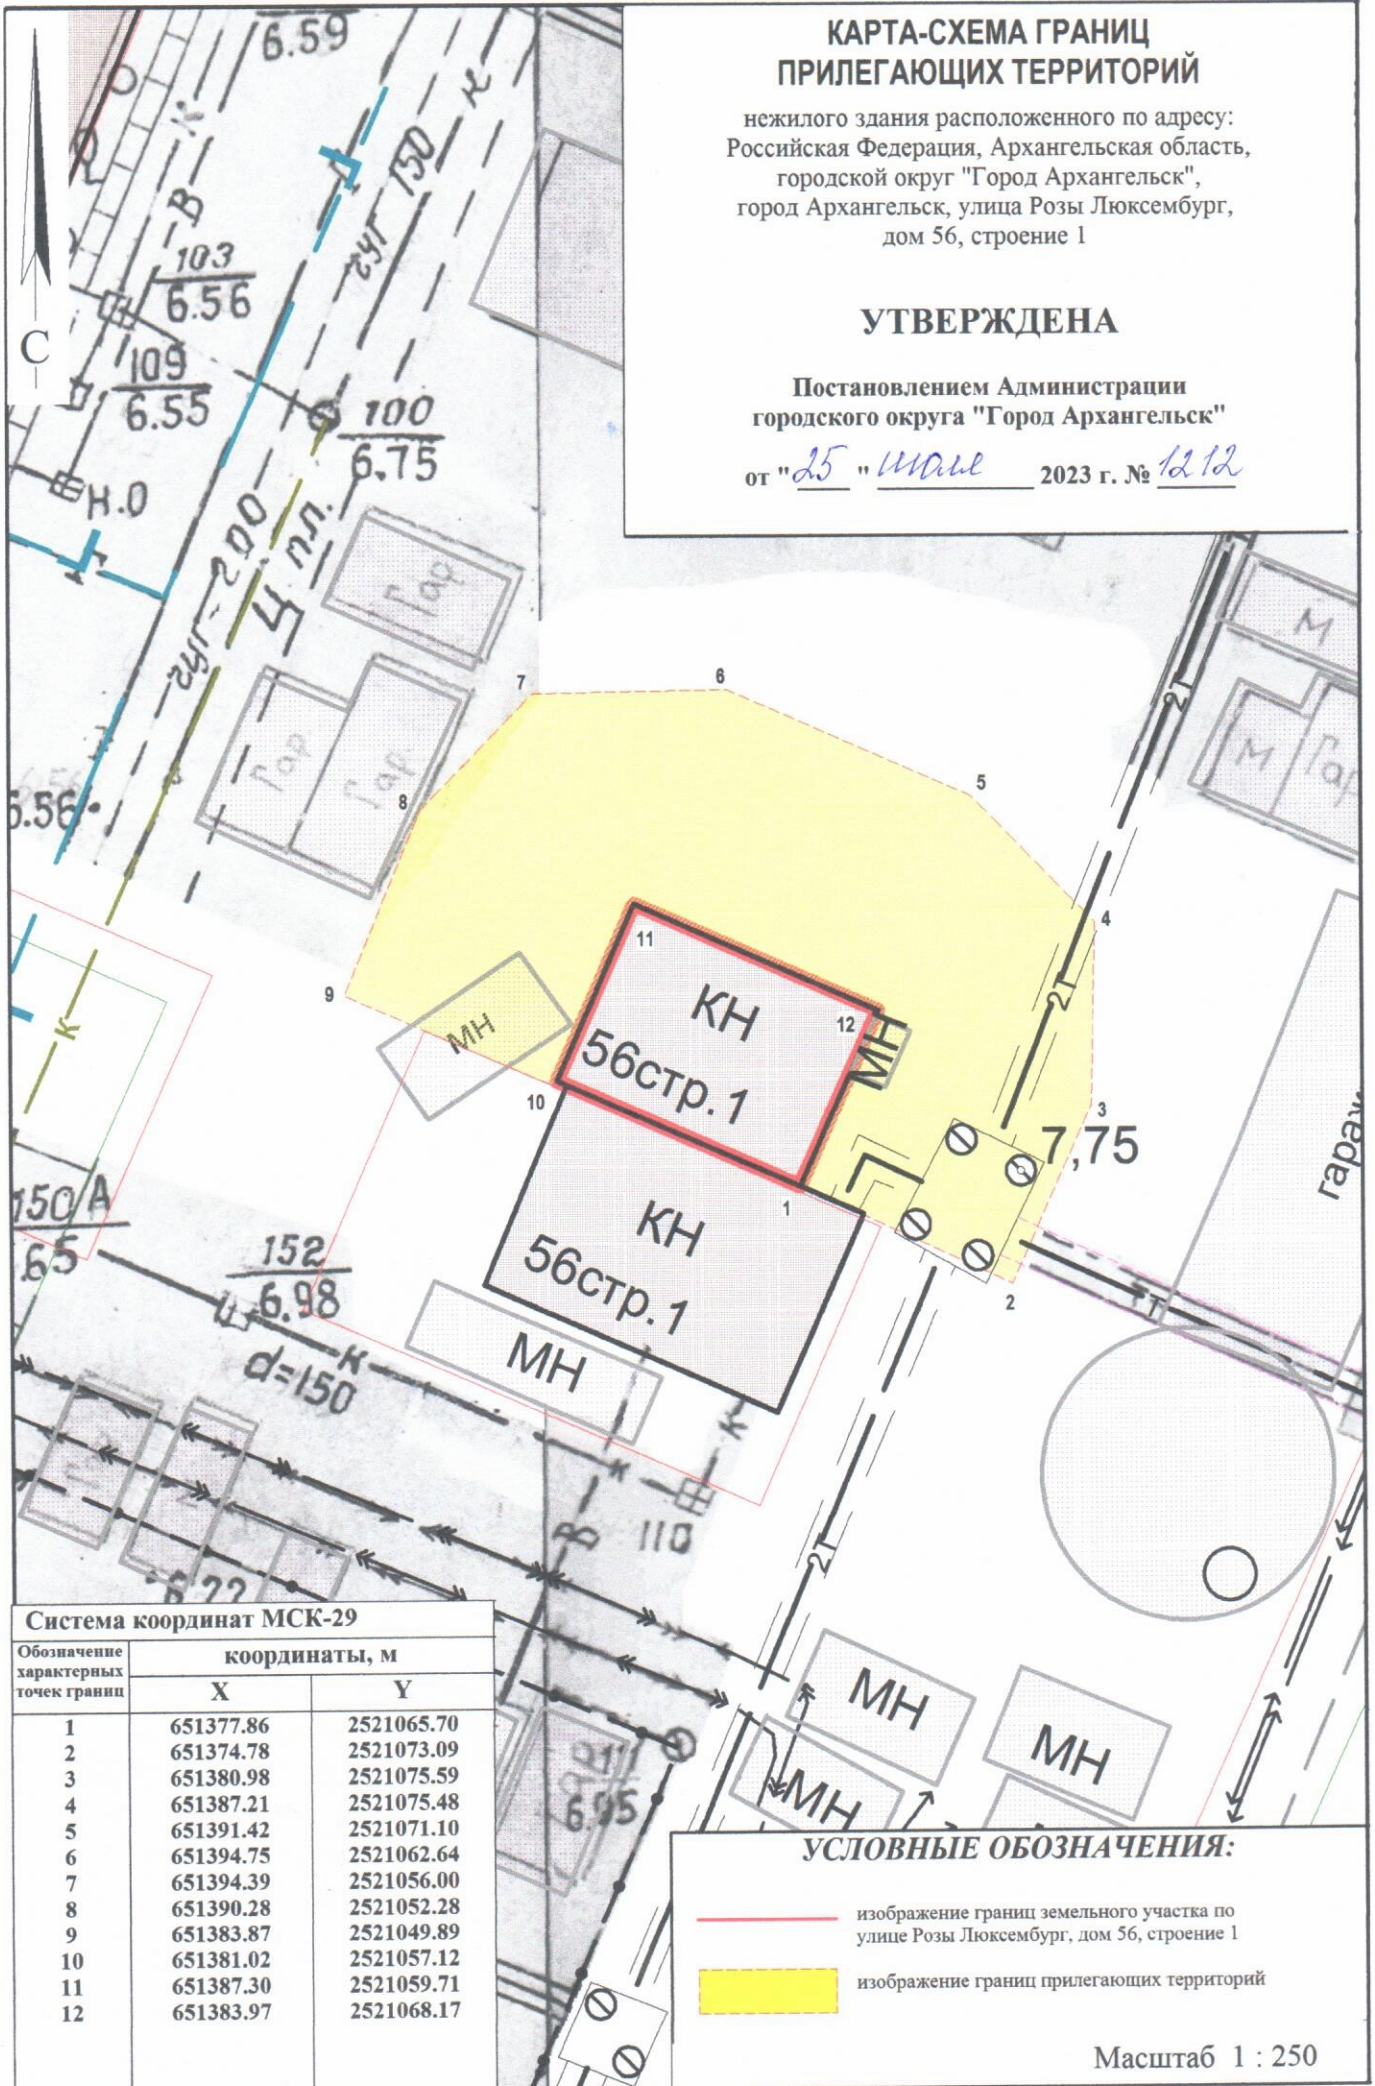 КАРТА-СХЕМА ГРАНИЦ
ПРИЛЕГАЮЩИХ ТЕРРИТОРИЙ
нежилого здания расположенного по адресу:
Российская Федерация, Архангельская область,
городской округ "Город Архангельск",
город Архангельск, улица Розы Люксембург,
дом 56, строение 1
УТВЕРЖДЕНА
Постановлением Администрации
городского округа "Город Архангельск"
от "25" июля 2023 г. № 1212
С
6.59
К
К
150
чуг
В
103
6.56
109
6.55
100
6.75
Н.О
чуг-200
Ц пл.
Гар
Гар
Гар
М
М
Гар
2Т
7
6
5
8
4
9
11
12
10
3
1
2
КН
56стр.1
МН
МН
2Т
7,75
гараж
К
150А
.65
152
6.98
КН
56стр.1
МН
К
d=150
К
К
В
110
Т
2Т
МН
МН
МН
6.95
Система координат МСК-29
Обозначение характерных точек границ
координаты, м
X Y
1 651377.86 2521065.70
2 651374.78 2521073.09
3 651380.98 2521075.59
4 651387.21 2521075.48
5 651391.42 2521071.10
6 651394.75 2521062.64
7 651394.39 2521056.00
8 651390.28 2521052.28
9 651383.87 2521049.89
10 651381.02 2521057.12
11 651387.30 2521059.71
12 651383.97 2521068.17
УСЛОВНЫЕ ОБОЗНАЧЕНИЯ:
изображение границ земельного участка по
улице Розы Люксембург, дом 56, строение 1
изображение границ прилегающих территорий
Масштаб 1 : 250